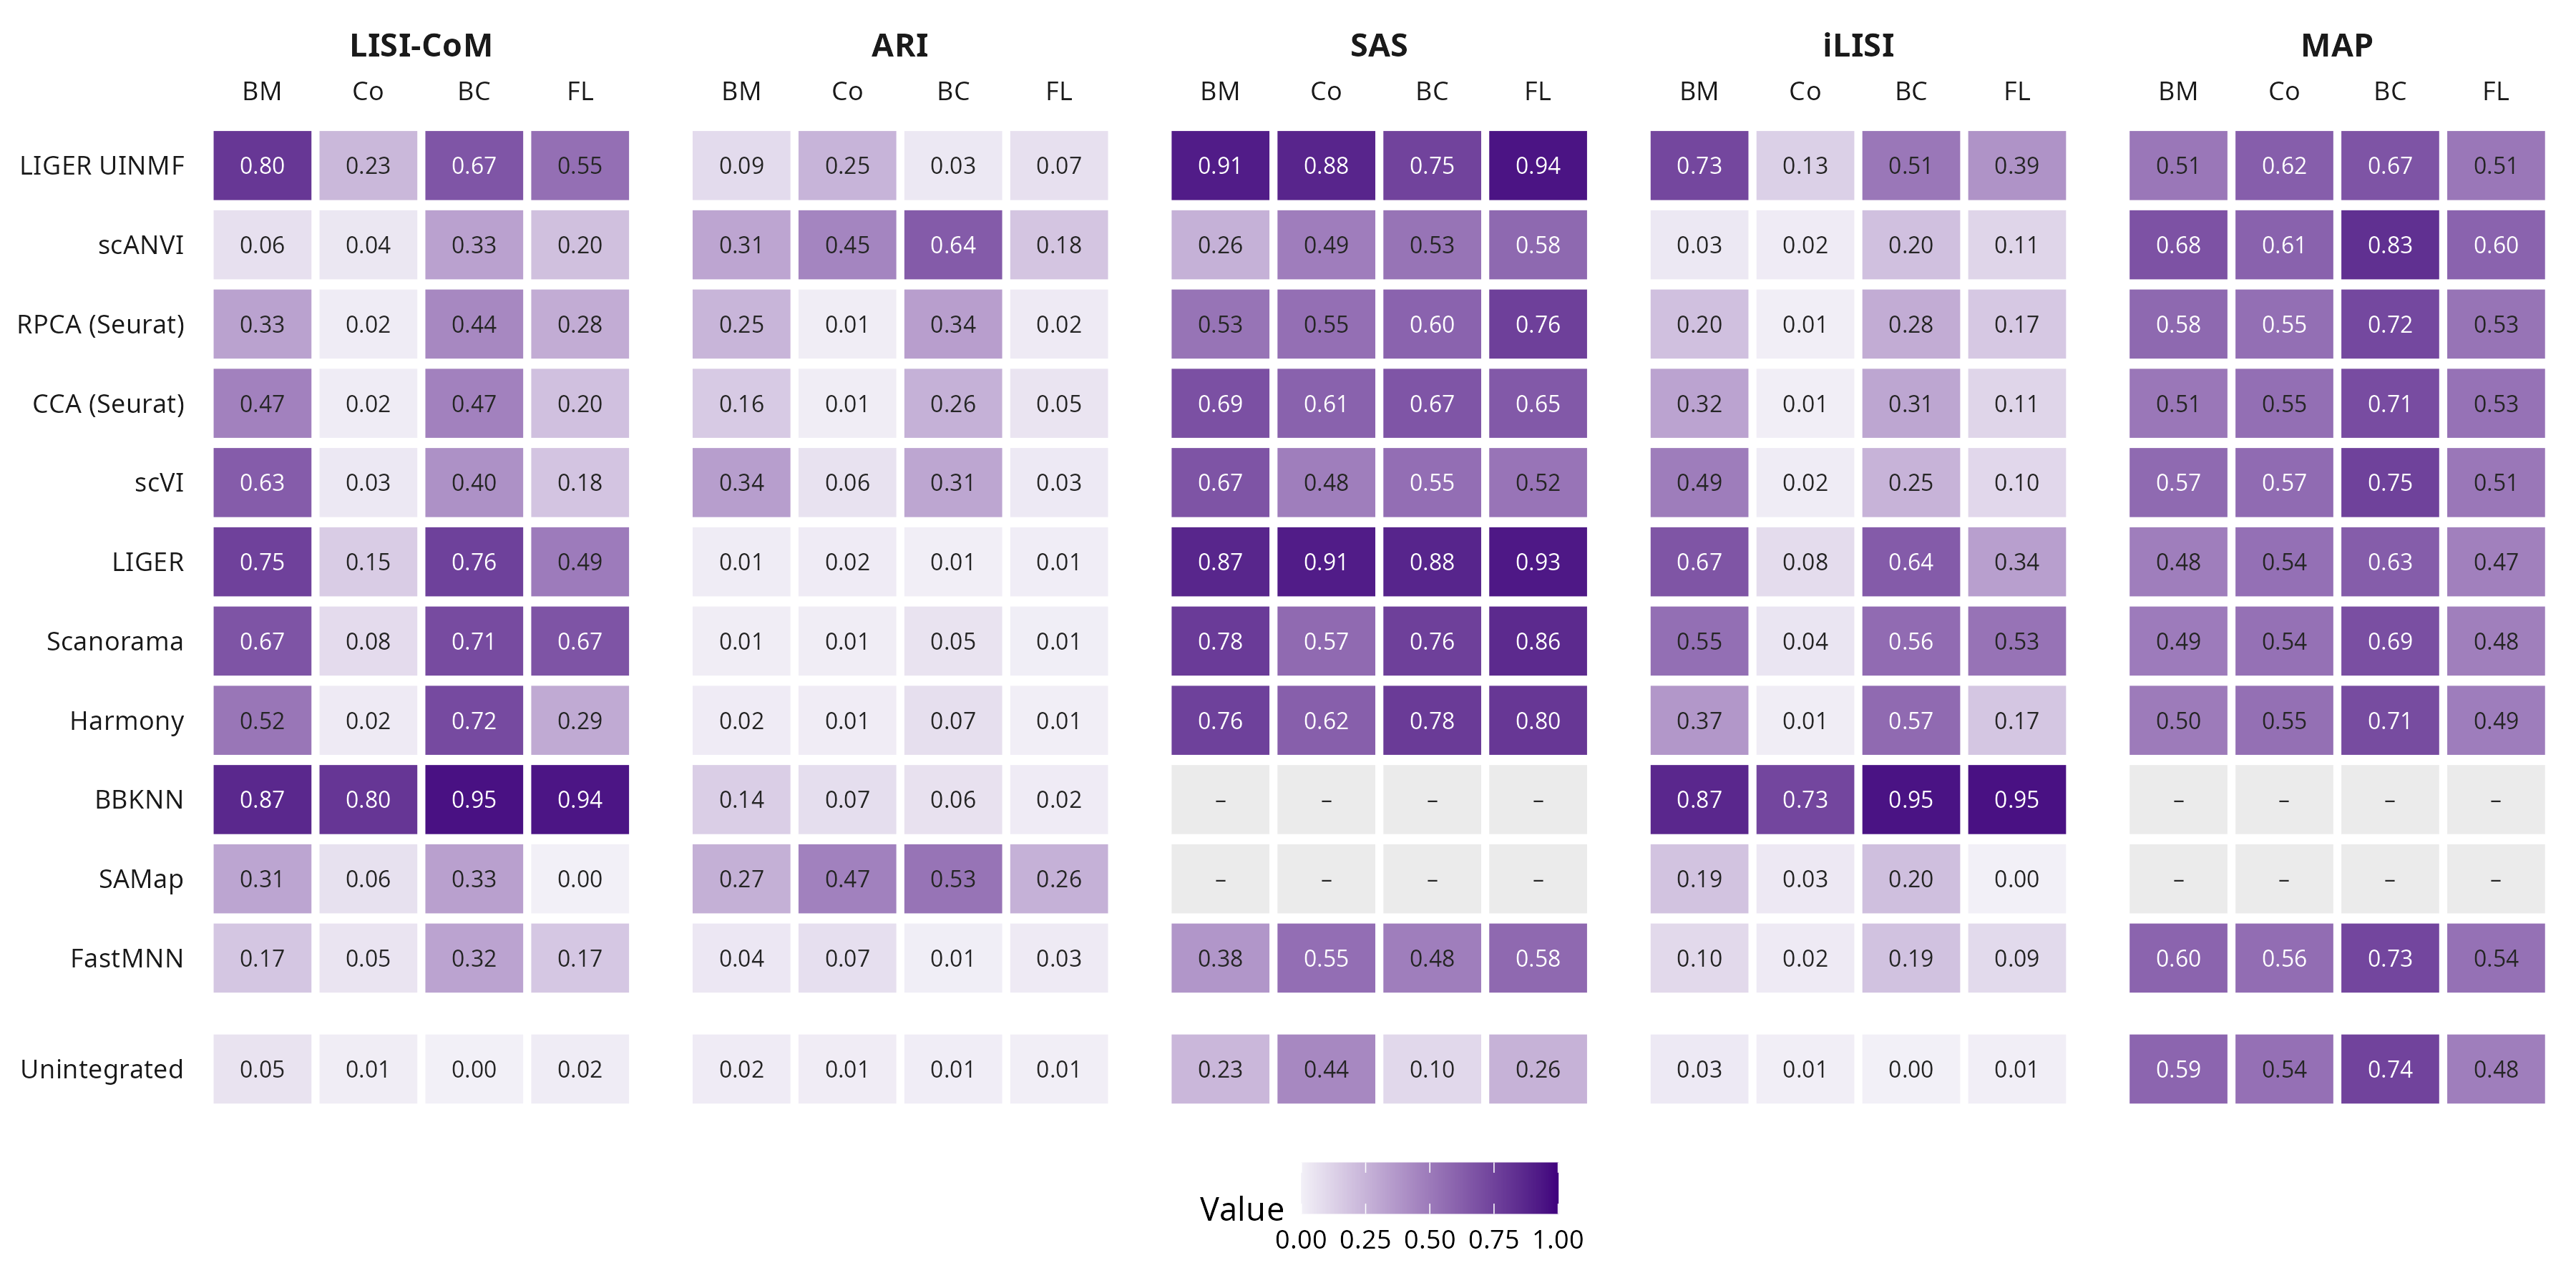 LISI-CoM ARI SAS iLISI MAP
BM Co BC FL BM Co BC FL BM Co BC FL BM Co BC FL BM Co BC FL
LIGER UINMF 0.80 0.23 0.67 0.55 0.09 0.25 0.03 0.07 0.91 0.88 0.75 0.94 0.73 0.13 0.51 0.39 0.51 0.62 0.67 0.51
scANVI 0.06 0.04 0.33 0.20 0.31 0.45 0.64 0.18 0.26 0.49 0.53 0.58 0.03 0.02 0.20 0.11 0.68 0.61 0.83 0.60
RPCA (Seurat) 0.33 0.02 0.44 0.28 0.25 0.01 0.34 0.02 0.53 0.55 0.60 0.76 0.20 0.01 0.28 0.17 0.58 0.55 0.72 0.53
CCA (Seurat) 0.47 0.02 0.47 0.20 0.16 0.01 0.26 0.05 0.69 0.61 0.67 0.65 0.32 0.01 0.31 0.11 0.51 0.55 0.71 0.53
scVI 0.63 0.03 0.40 0.18 0.34 0.06 0.31 0.03 0.67 0.48 0.55 0.52 0.49 0.02 0.25 0.10 0.57 0.57 0.75 0.51
LIGER 0.75 0.15 0.76 0.49 0.01 0.02 0.01 0.01 0.87 0.91 0.88 0.93 0.67 0.08 0.64 0.34 0.48 0.54 0.63 0.47
Scanorama 0.67 0.08 0.71 0.67 0.01 0.01 0.05 0.01 0.78 0.57 0.76 0.86 0.55 0.04 0.56 0.53 0.49 0.54 0.69 0.48
Harmony 0.52 0.02 0.72 0.29 0.02 0.01 0.07 0.01 0.76 0.62 0.78 0.80 0.37 0.01 0.57 0.17 0.50 0.55 0.71 0.49
BBKNN 0.87 0.80 0.95 0.94 0.14 0.07 0.06 0.02 – – – – 0.87 0.73 0.95 0.95 – – – –
SAMap 0.31 0.06 0.33 0.00 0.27 0.47 0.53 0.26 – – – – 0.19 0.03 0.20 0.00 – – – –
FastMNN 0.17 0.05 0.32 0.17 0.04 0.07 0.01 0.03 0.38 0.55 0.48 0.58 0.10 0.02 0.19 0.09 0.60 0.56 0.73 0.54
Unintegrated 0.05 0.01 0.00 0.02 0.02 0.01 0.01 0.01 0.23 0.44 0.10 0.26 0.03 0.01 0.00 0.01 0.59 0.54 0.74 0.48
Value
0.00 0.25 0.50 0.75 1.00